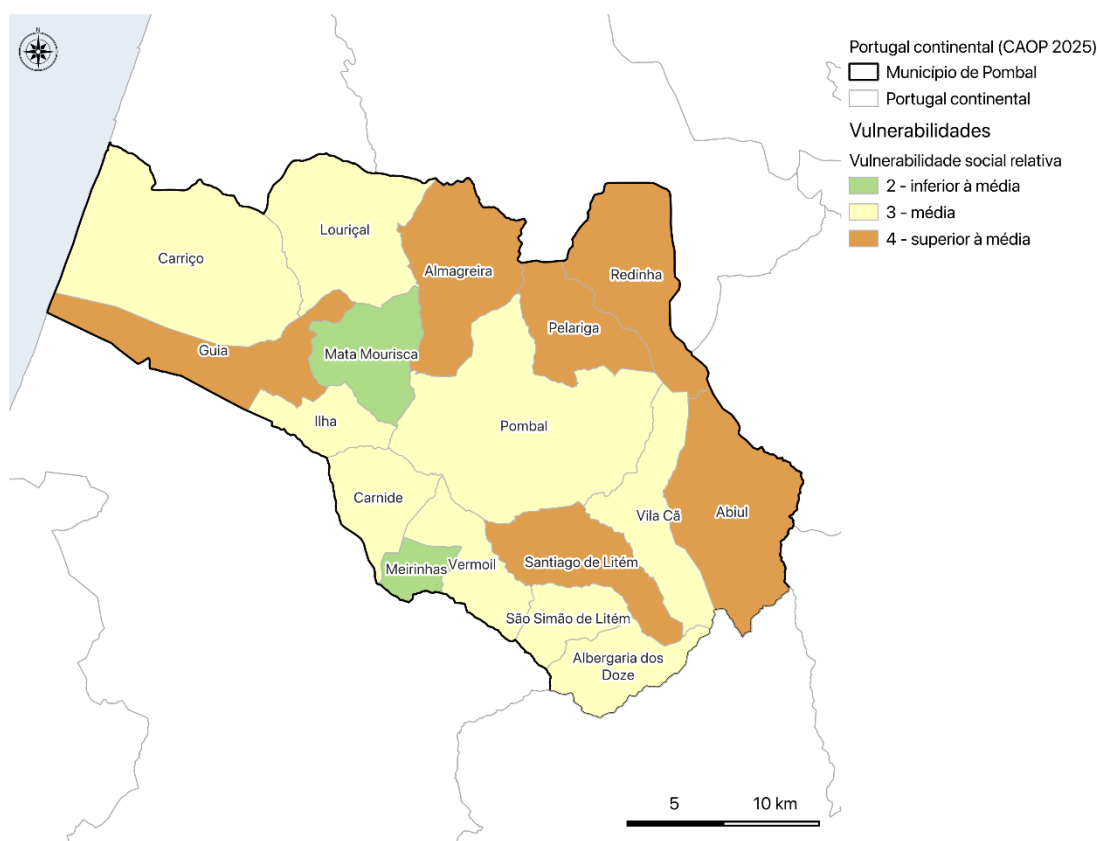 N
Portugal continental (CAOP 2025)
Município de Pombal
Portugal continental
Vulnerabilidades
Vulnerabilidade social relativa
2 - inferior à média
3 - média
4 - superior à média
Carriço
Louriçal
Almagreira
Redinha
Pelariga
Guia
Mata Mourisca
Ilha
Pombal
Carnide
Vila Cã
Abiul
Meirinhas
Vermoil
Santiago de Litém
São Simão de Litém
Albergaria dos
Doze
5
10 km